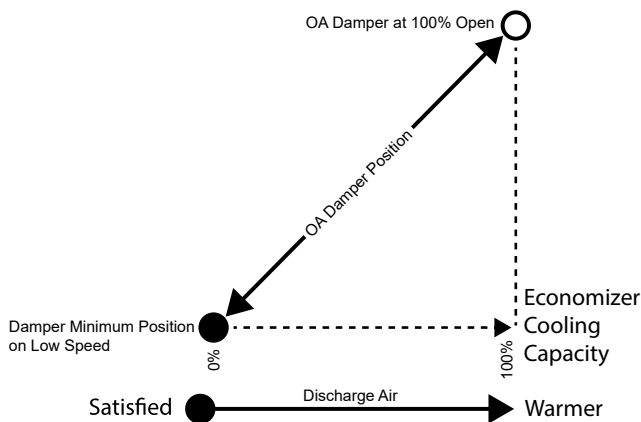 OA Damper at 100% Open
OA Damper Position
Damper Minimum Position
on Low Speed
0%
100%
Economizer
Cooling
Capacity
Satisfied
Discharge Air
Warmer